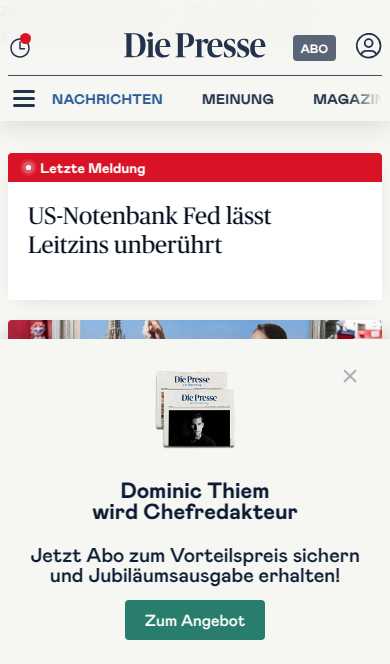 Die Presse
ABO
NACHRICHTEN MEINUNG MAGAZIN
Letzte Meldung
US-Notenbank Fed lässt
Leitzins unberührt
Die Presse
Die Presse
Dominic Thiem
wird Chefredakteur
Jetzt Abo zum Vorteilspreis sichern
und Jubiläumsausgabe erhalten!
Zum Angebot